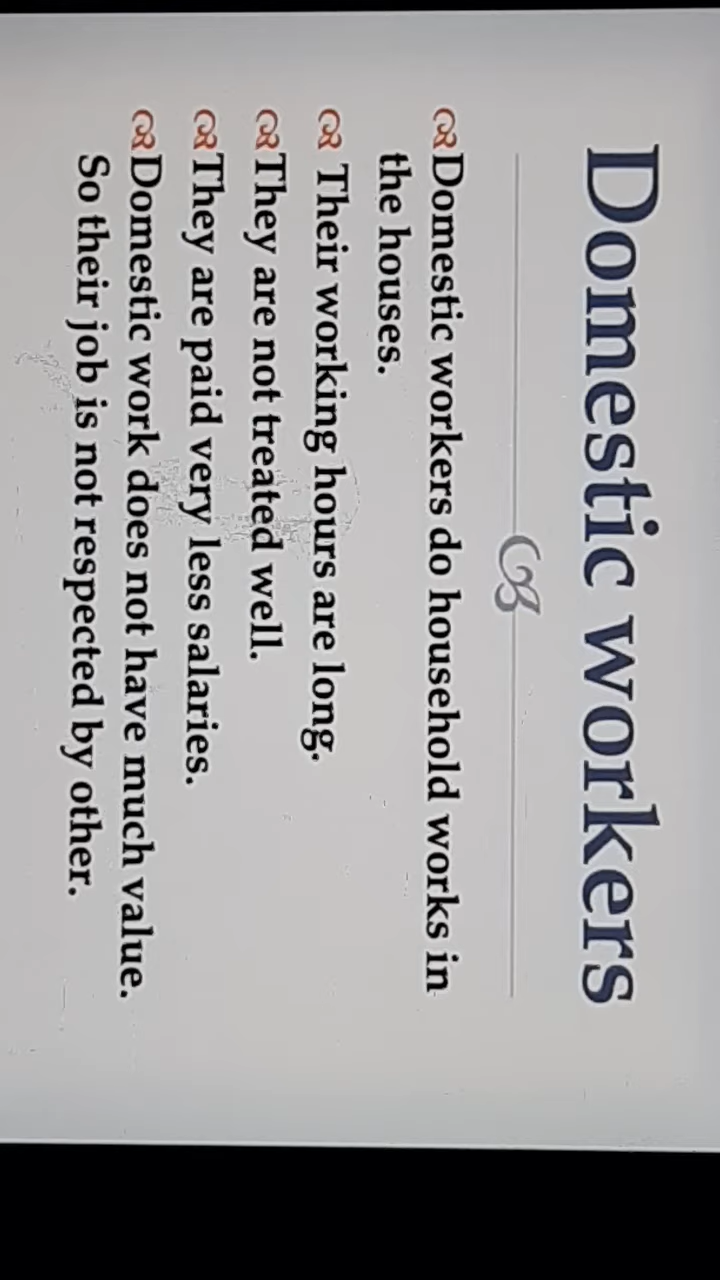 Domestic workers
Domestic workers do household works in
the houses.
Their working hours are long.
They are not treated well.
They are paid very less salaries.
Domestic work does not have much value.
So their job is not respected by other.